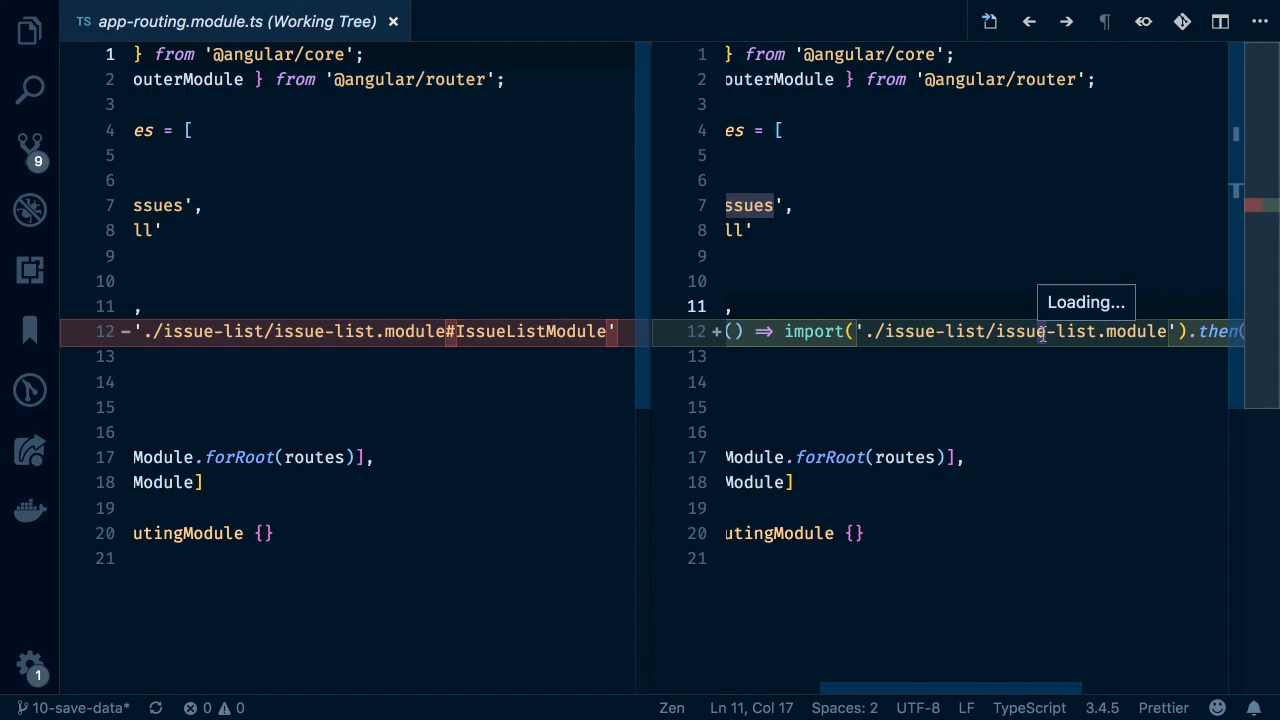 TS app-routing.module.ts (Working Tree) ×
1 } from '@angular/core';
2 outerModule } from '@angular/router';
3
4 es = [
5
6
7 ssues',
8 ll'
9
10
11 ,
12 −'./issue-list/issue-list.module#IssueListModule'
13
14
15
16
17 Module.forRoot(routes)],
18 Module]
19
20 utingModule {}
21
1 } from '@angular/core';
2 outerModule } from '@angular/router';
3
4 es = [
5
6
7 ssues',
8 ll'
9
10
Loading...
11 ,
12 +() => import('./issue-list/issue-list.module').then(
13
14
15
16
17 Module.forRoot(routes)],
18 Module]
19
20 utingModule {}
21
9
1
10-save-data* 0 0 Zen Ln 11, Col 17 Spaces: 2 UTF-8 LF TypeScript 3.4.5 Prettier